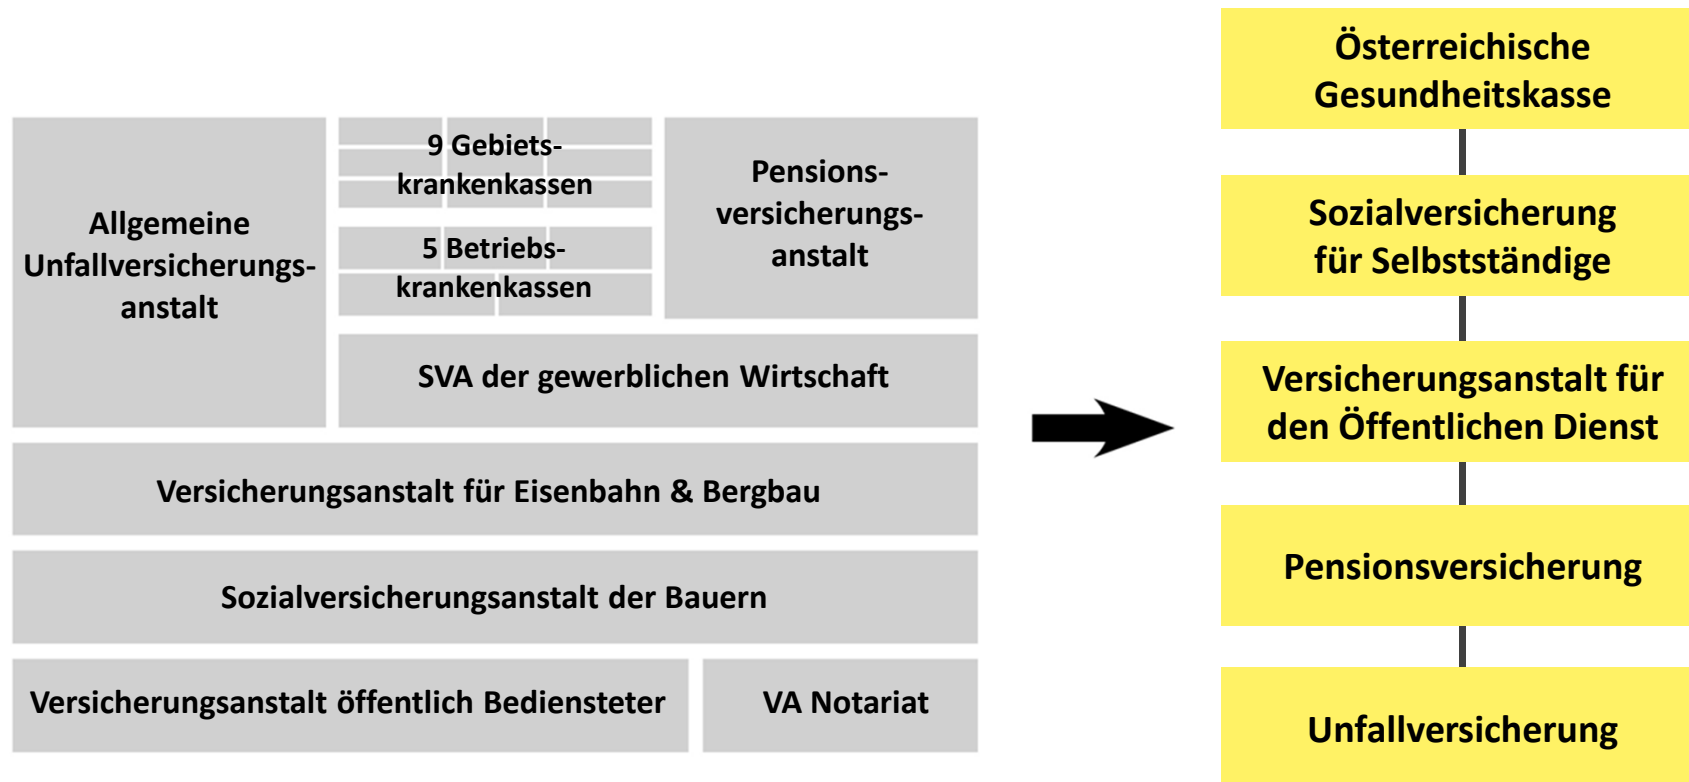 Allgemeine
Unfallversicherungs-
anstalt
9 Gebiets-
krankenkassen
5 Betriebs-
krankenkassen
Pensions-
versicherungs-
anstalt
SVA der gewerblichen Wirtschaft
Versicherungsanstalt für Eisenbahn & Bergbau
Sozialversicherungsanstalt der Bauern
Versicherungsanstalt öffentlich Bediensteter
VA Notariat
Österreichische
Gesundheitskasse
Sozialversicherung
für Selbstständige
Versicherungsanstalt für
den Öffentlichen Dienst
Pensionsversicherung
Unfallversicherung